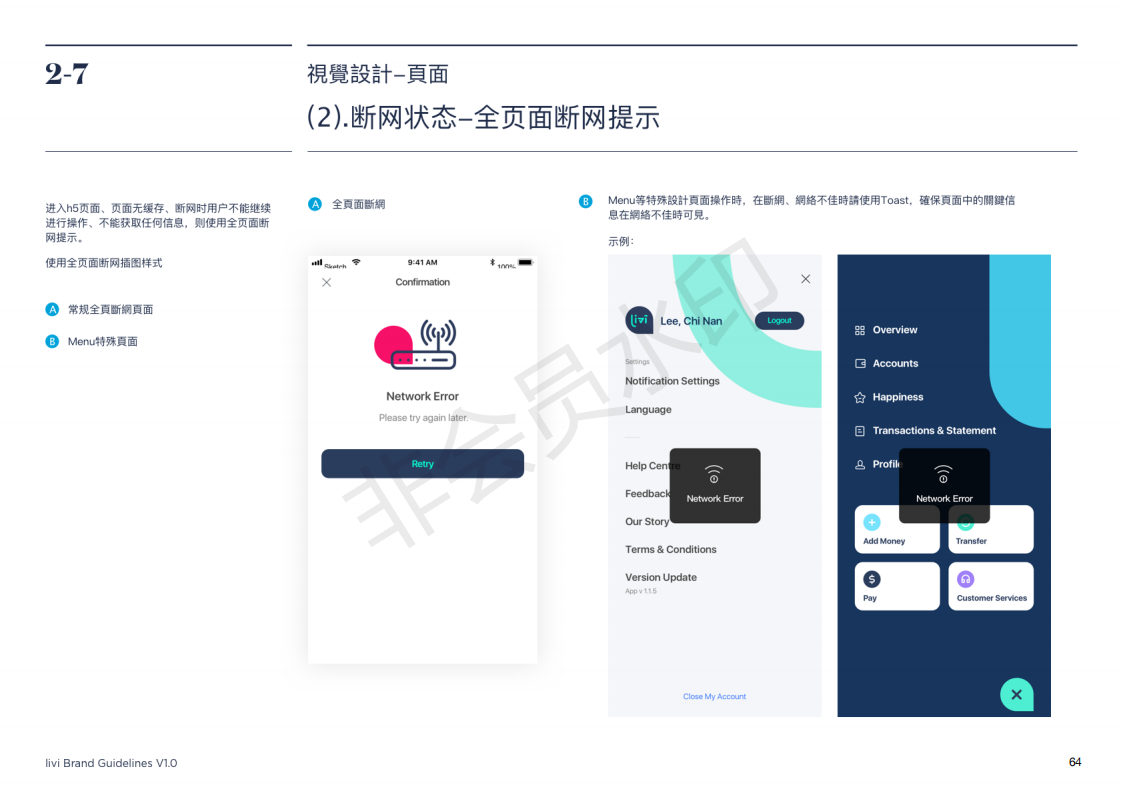 2-7
視覺設計–頁面
(2).断网状态–全页面断网提示
进入h5页面、页面无缓存、断网时用户不能继续
进行操作、不能获取任何信息，则使用全页面断
网提示。
使用全页面断网插图样式
A 常规全頁斷網頁面
B Menu特殊頁面
A 全頁面斷網
Sketch 9:41 AM 100%
Confirmation
Network Error
Please try again later.
Retry
B Menu等特殊設計頁面操作時，在斷網、網絡不佳時請使用Toast，確保頁面中的關鍵信
息在網絡不佳時可見。
示例：
livi Lee, Chi Nan Logout
Settings
Notification Settings
Language
Help Centre
Feedback
Our Story
Terms & Conditions
Version Update
App v 1.1.5
Network Error
Close My Account
Overview
Accounts
Happiness
Transactions & Statement
Profile
Network Error
Add Money
Transfer
Pay
Customer Services
非会员水印
livi Brand Guidelines V1.0
64